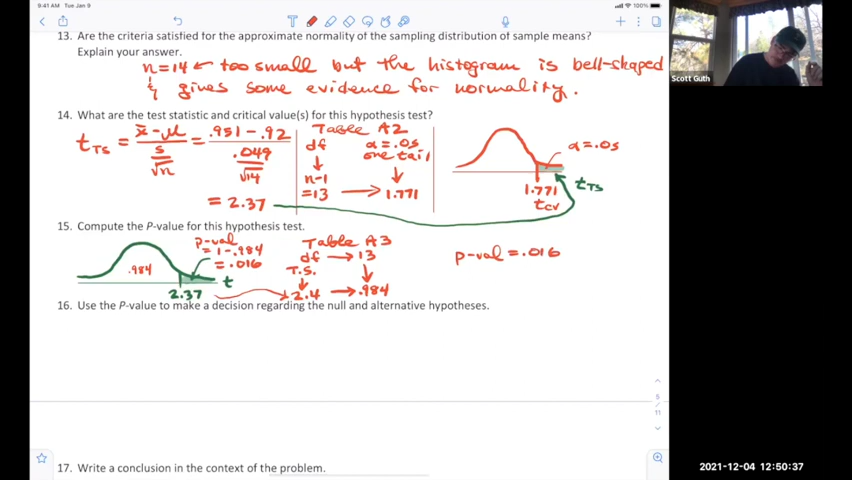 9:41 AM Tue Jan 9
100%
13. Are the criteria satisfied for the approximate normality of the sampling distribution of sample means?
Explain your answer.
n=14 ← too small but the histogram is bell-shaped
& gives some evidence for normality.
14. What are the test statistic and critical value(s) for this hypothesis test?
t_TS = (x̄-μ)/(s/√n) = (.951-.92)/(.049/√14)
= 2.37
Table A2
df α=.05
one tail
↓ ↓
n-1
=13 → 1.771
α=.05
1.771
t_CV
t_TS
15. Compute the P-value for this hypothesis test.
p-val
= 1-.984
= .016
.984
2.37
t
Table A3
df → 13
T.S. ↓
↓
2.4 → .984
p-val = .016
16. Use the P-value to make a decision regarding the null and alternative hypotheses.
17. Write a conclusion in the context of the problem.
5
11
Scott Guth
2021-12-04 12:50:37